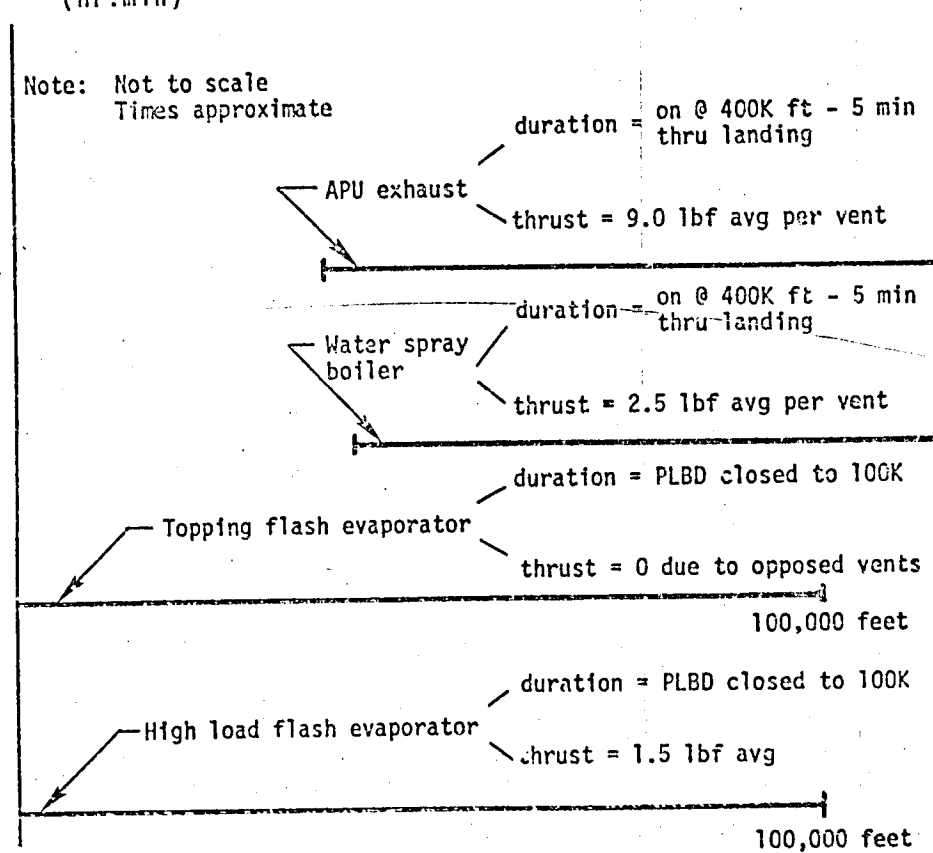 (hr:min)
Note: Not to scale
Times approximate
duration = on @ 400K ft - 5 min
thru landing
APU exhaust
thrust = 9.0 lbf avg per vent
duration = on @ 400K ft - 5 min
thru landing
Water spray
boiler
thrust = 2.5 lbf avg per vent
duration = PLBD closed to 100K
Topping flash evaporator
thrust = 0 due to opposed vents
100,000 feet
duration = PLBD closed to 100K
High load flash evaporator
thrust = 1.5 lbf avg
100,000 feet